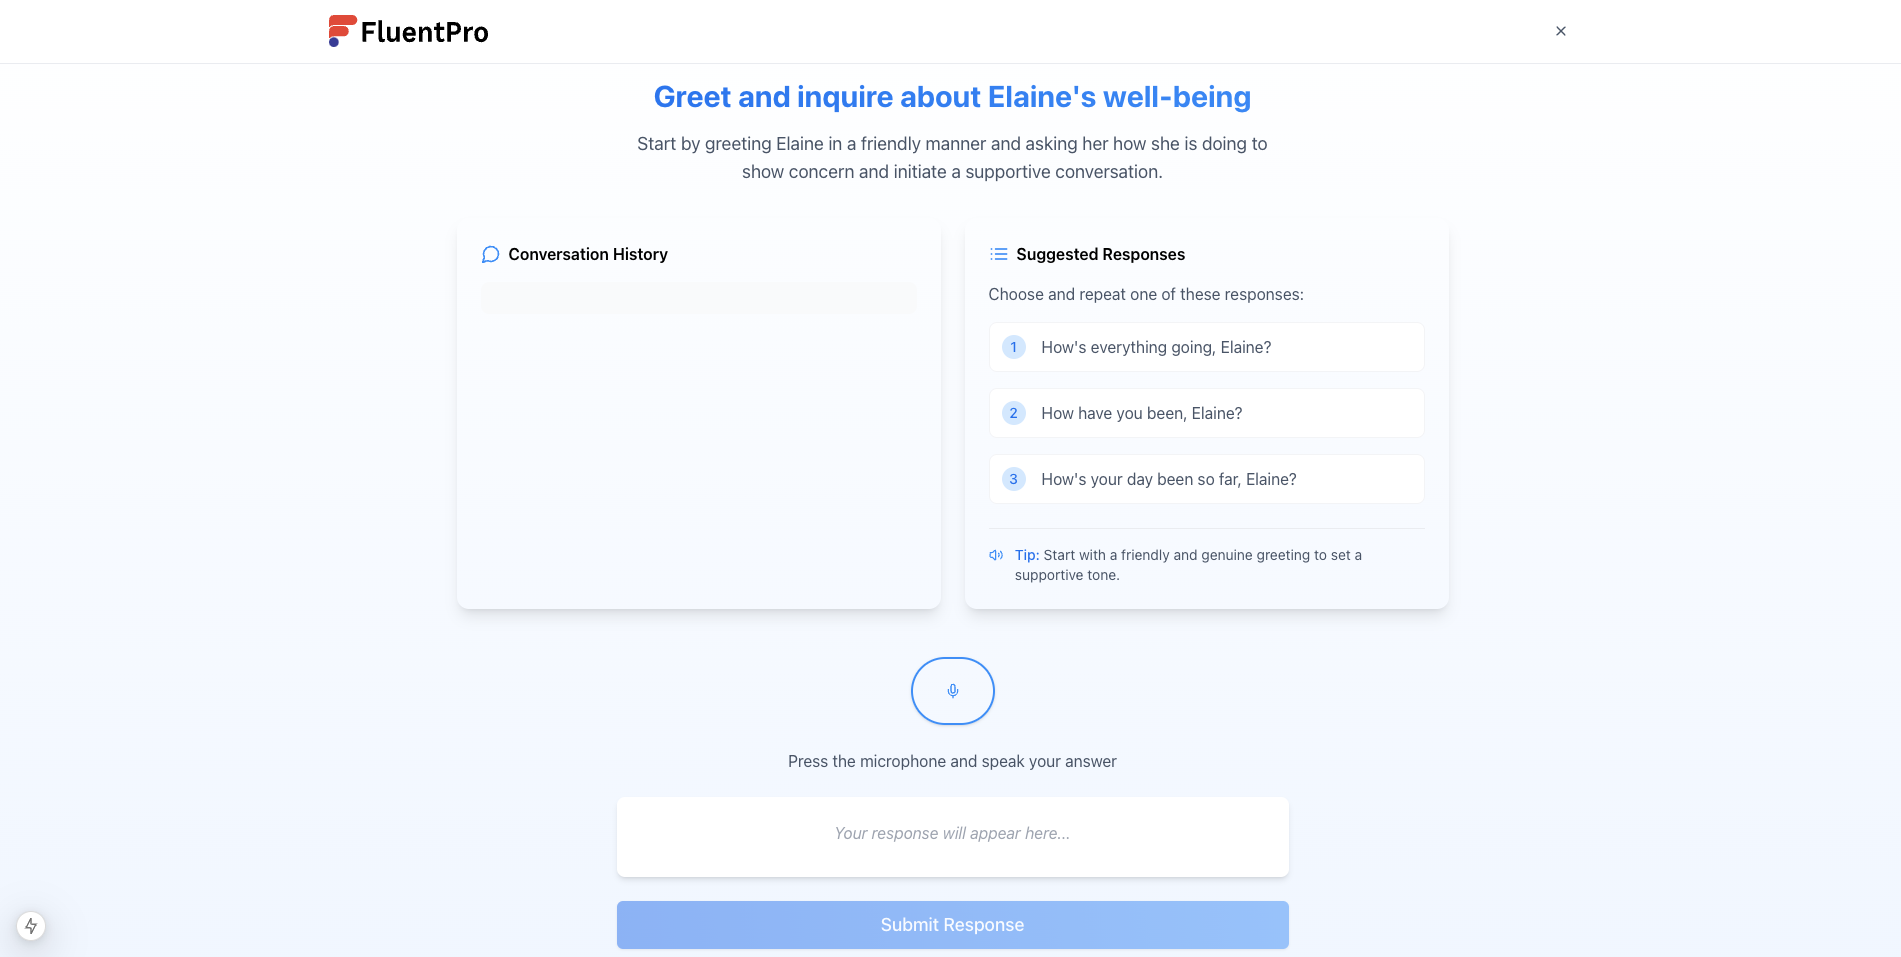 FluentPro
Greet and inquire about Elaine's well-being
Start by greeting Elaine in a friendly manner and asking her how she is doing to
show concern and initiate a supportive conversation.
Conversation History
Suggested Responses
Choose and repeat one of these responses:
1 How's everything going, Elaine?
2 How have you been, Elaine?
3 How's your day been so far, Elaine?
Tip: Start with a friendly and genuine greeting to set a
supportive tone.
Press the microphone and speak your answer
Your response will appear here...
Submit Response